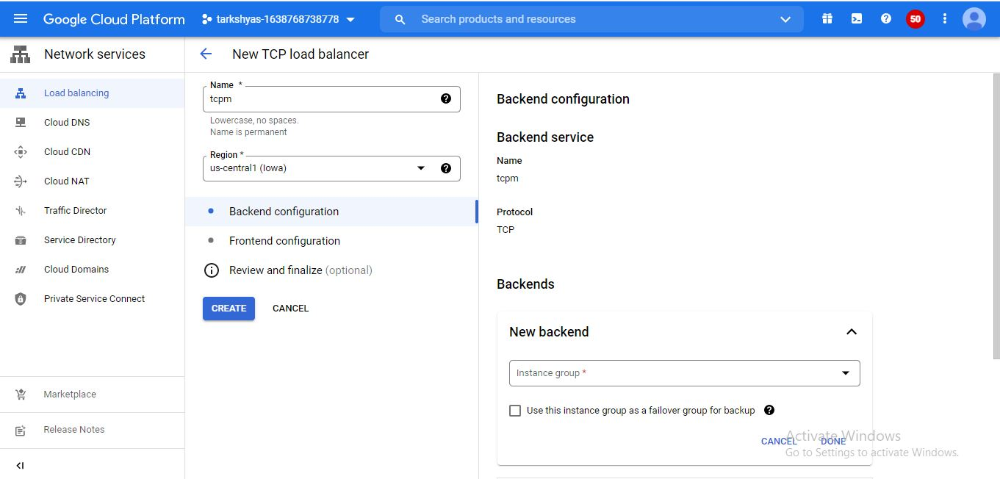 Google Cloud Platform
tarkshyas-1638768738778
Search products and resources
50
Network services
New TCP load balancer
Load balancing
Cloud DNS
Cloud CDN
Cloud NAT
Traffic Director
Service Directory
Cloud Domains
Private Service Connect
Marketplace
Release Notes
Name *
tcpm
Lowercase, no spaces.
Name is permanent
Region *
us-central1 (Iowa)
Backend configuration
Frontend configuration
Review and finalize (optional)
CREATE CANCEL
Backend configuration
Backend service
Name
tcpm
Protocol
TCP
Backends
New backend
Instance group *
Use this instance group as a failover group for backup
CANCEL DONE
Activate Windows
Go to Settings to activate Windows.